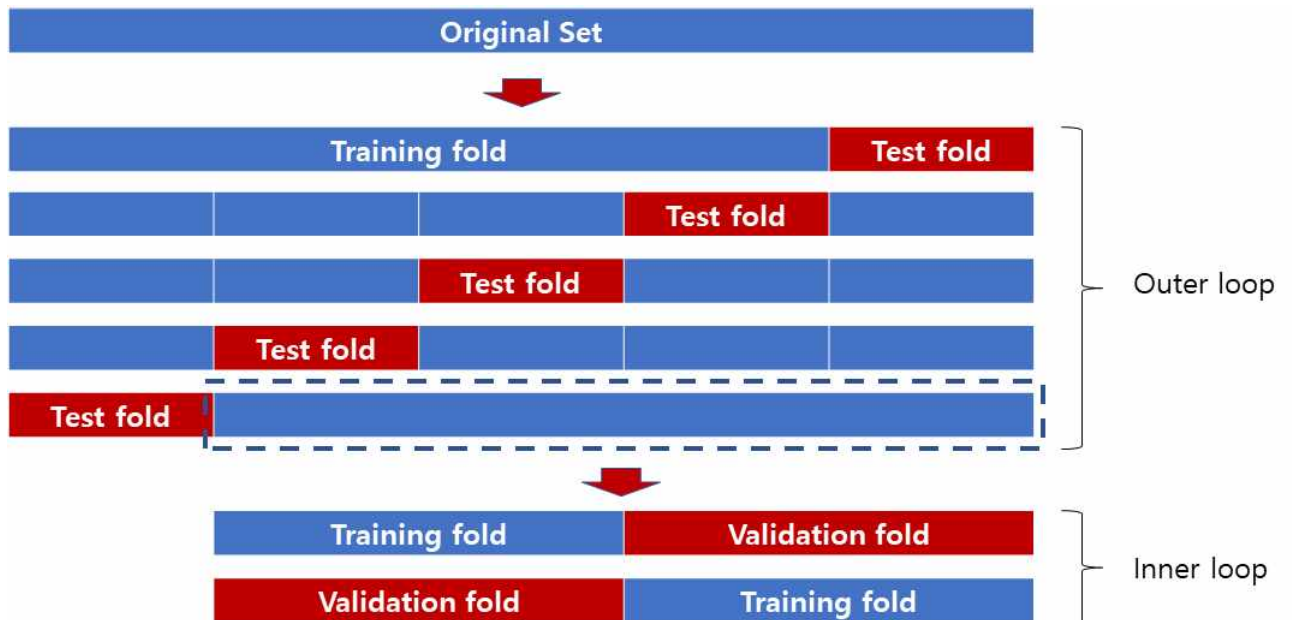 Original Set
Training fold Test fold
Test fold
Test fold
Outer loop
Test fold
Test fold
Training fold Validation fold
Inner loop
Validation fold Training fold